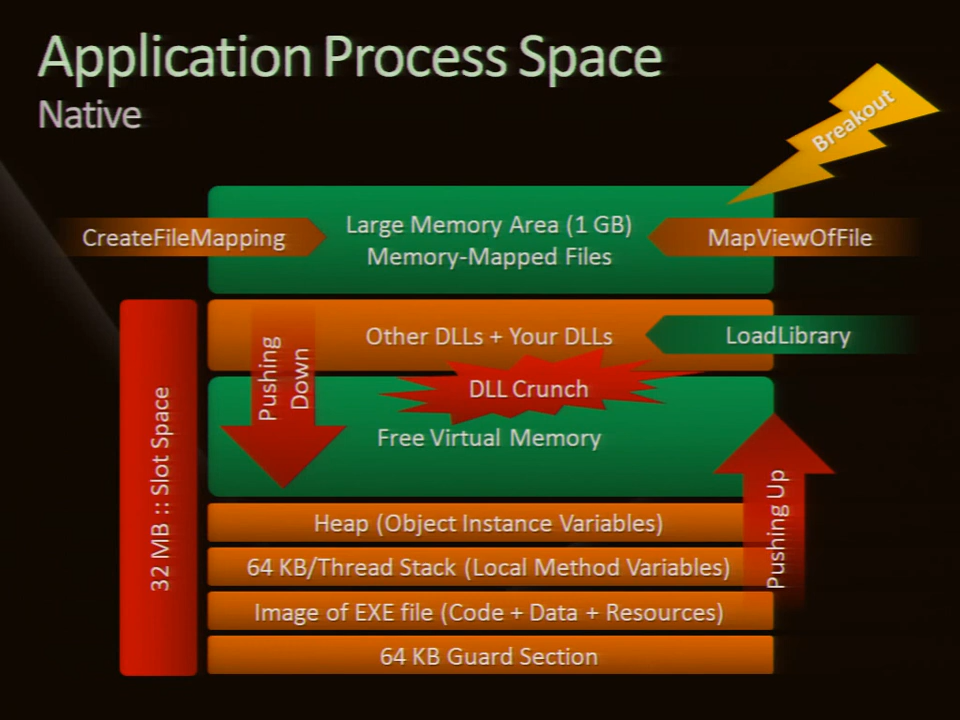 Application Process Space
Native
Breakout
CreateFileMapping
Large Memory Area (1 GB)
Memory-Mapped Files
MapViewOfFile
32 MB :: Slot Space
Pushing
Down
Other DLLs + Your DLLs
LoadLibrary
DLL Crunch
Free Virtual Memory
Pushing Up
Heap (Object Instance Variables)
64 KB/Thread Stack (Local Method Variables)
Image of EXE file (Code + Data + Resources)
64 KB Guard Section